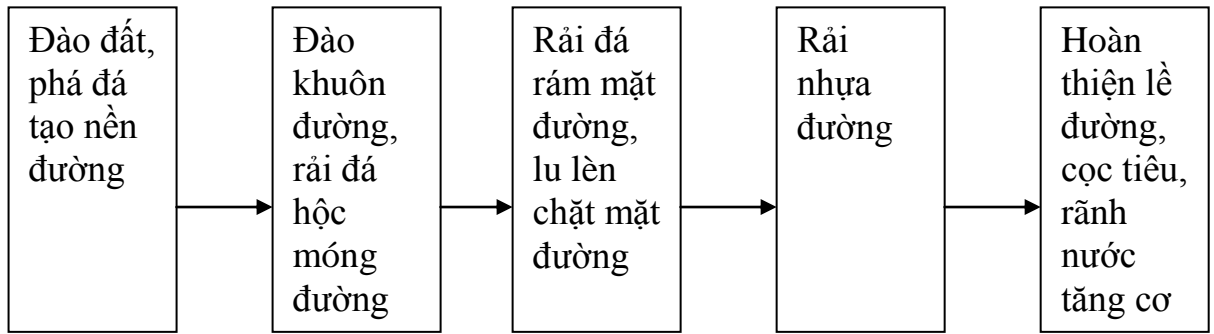 Đào đất,
phá đá
tạo nền
đường
Đào
khuôn
đường,
rải đá
hộc
móng
đường
Rải đá
rám mặt
đường,
lu lèn
chặt mặt
đường
Rải
nhựa
đường
Hoàn
thiện lề
đường,
cọc tiêu,
rãnh
nước
tăng cơ